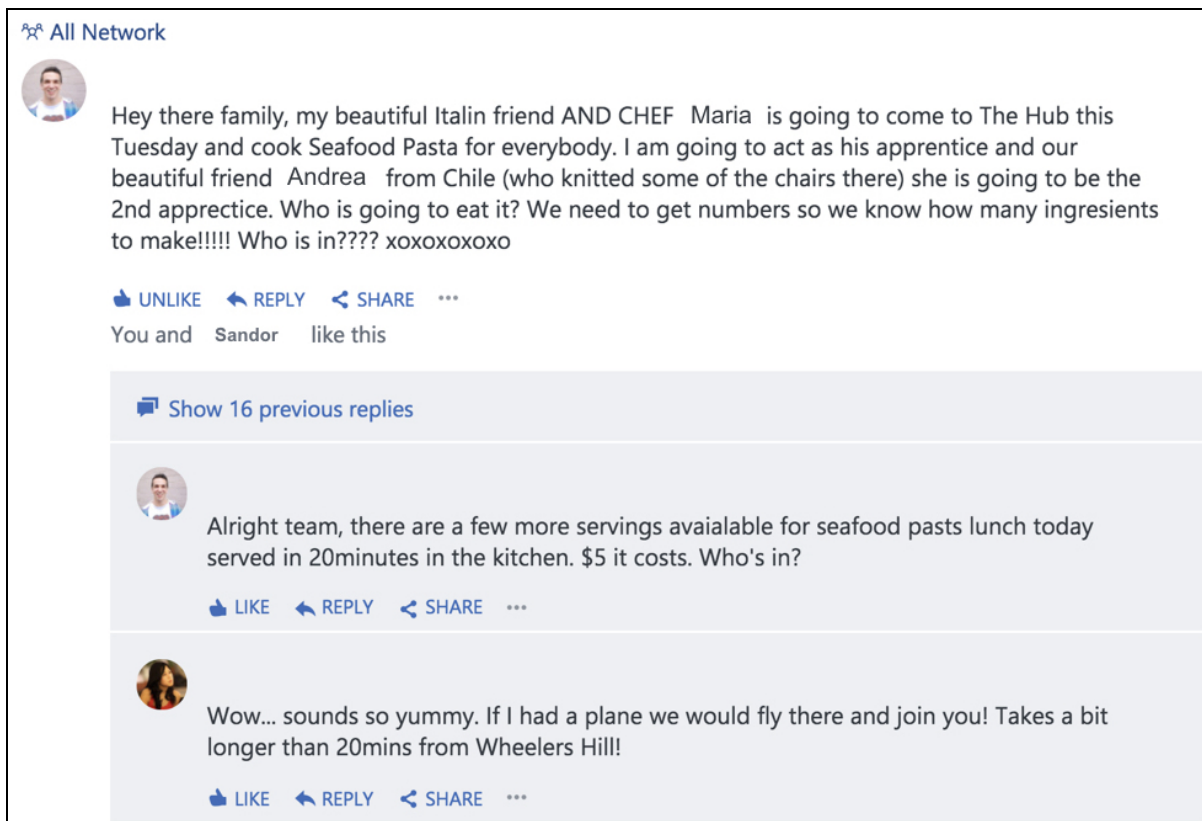 All Network
Hey there family, my beautiful Italin friend AND CHEF Maria is going to come to The Hub this
Tuesday and cook Seafood Pasta for everybody. I am going to act as his apprentice and our
beautiful friend Andrea from Chile (who knitted some of the chairs there) she is going to be the
2nd apprectice. Who is going to eat it? We need to get numbers so we know how many ingresients
to make!!!!! Who is in???? xoxoxoxoxo
UNLIKE REPLY SHARE ...
You and Sandor like this
Show 16 previous replies
Alright team, there are a few more servings avaialable for seafood pasts lunch today
served in 20minutes in the kitchen. $5 it costs. Who's in?
LIKE REPLY SHARE ...
Wow... sounds so yummy. If I had a plane we would fly there and join you! Takes a bit
longer than 20mins from Wheelers Hill!
LIKE REPLY SHARE ...